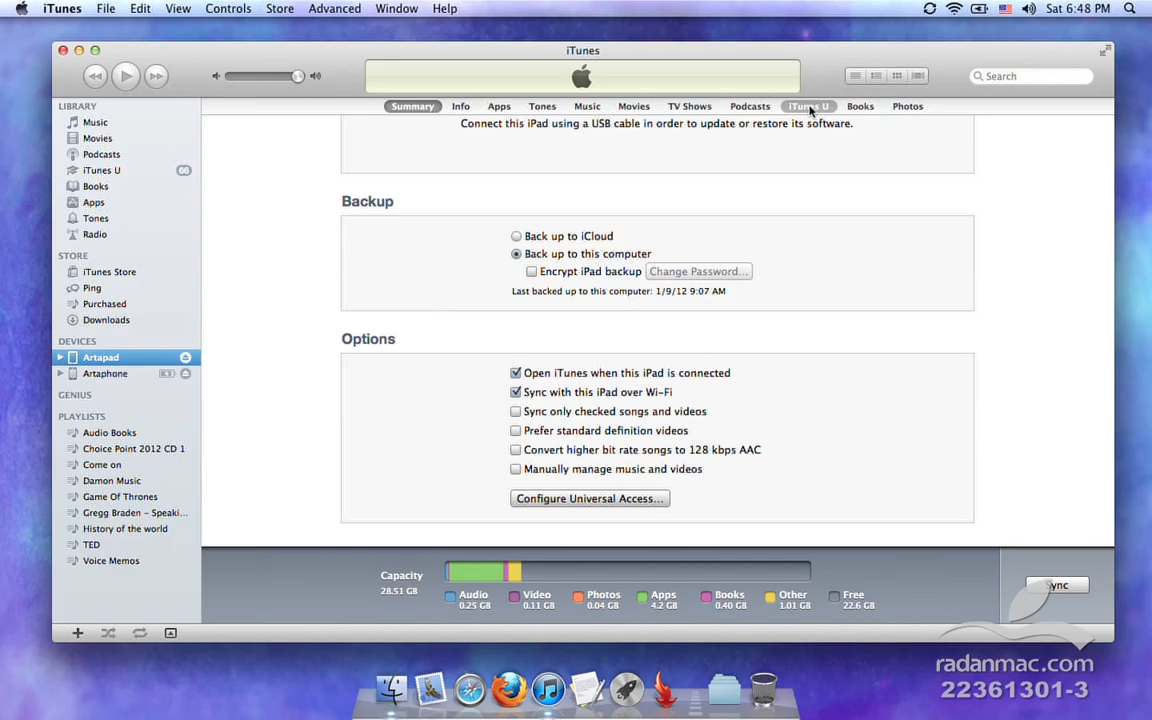 iTunes File Edit View Controls Store Advanced Window Help Sat 6:48 PM
iTunes
Search
Summary Info Apps Tones Music Movies TV Shows Podcasts iTunes U Books Photos
LIBRARY
Music
Movies
Podcasts
iTunes U 66
Books
Apps
Tones
Radio
STORE
iTunes Store
Ping
Purchased
Downloads
DEVICES
Artapad
Artaphone
GENIUS
PLAYLISTS
Audio Books
Choice Point 2012 CD 1
Come on
Damon Music
Game Of Thrones
Gregg Braden - Speaki...
History of the world
TED
Voice Memos
Connect this iPad using a USB cable in order to update or restore its software.
Backup
Back up to iCloud
Back up to this computer
Encrypt iPad backup Change Password...
Last backed up to this computer: 1/9/12 9:07 AM
Options
Open iTunes when this iPad is connected
Sync with this iPad over Wi-Fi
Sync only checked songs and videos
Prefer standard definition videos
Convert higher bit rate songs to 128 kbps AAC
Manually manage music and videos
Configure Universal Access...
Capacity
28.51 GB
Audio
0.25 GB
Video
0.11 GB
Photos
0.04 GB
Apps
4.2 GB
Books
0.40 GB
Other
1.01 GB
Free
22.6 GB
Sync
radanmac.com
22361301-3